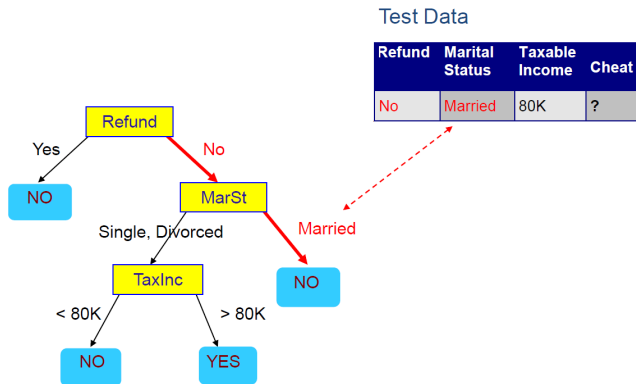 Test Data
Refund Marital Status Taxable Income Cheat
No Married 80K ?
Refund
Yes No
NO MarSt
Single, Divorced Married
TaxInc NO
< 80K > 80K
NO YES